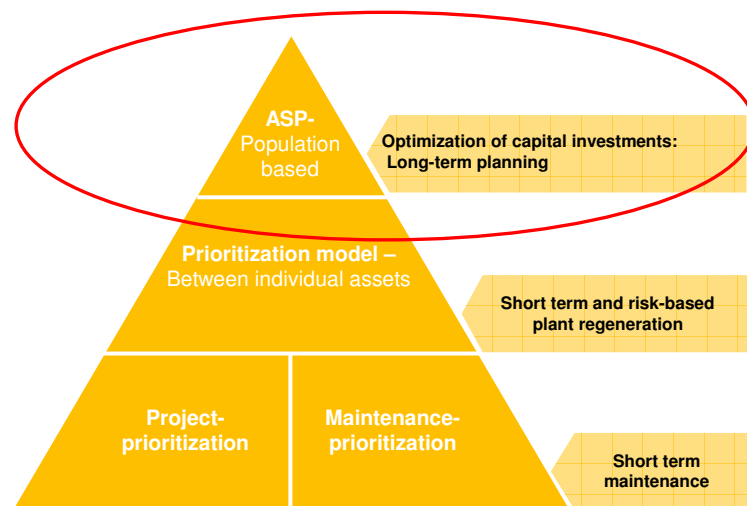 ASP-
Population
based
Optimization of capital investments:
Long-term planning
Prioritization model –
Between individual assets
Short term and risk-based
plant regeneration
Project-
prioritization
Maintenance-
prioritization
Short term
maintenance